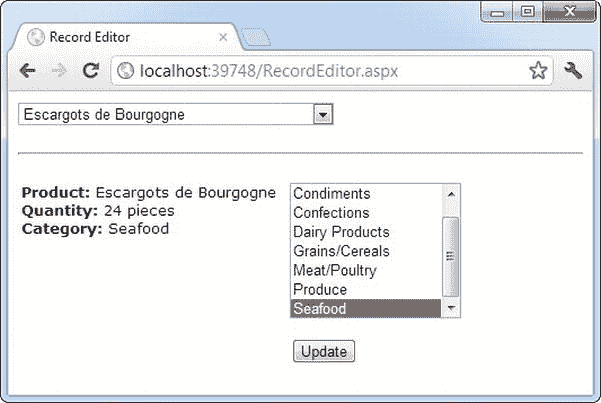 Record Editor
localhost:39748/RecordEditor.aspx
Escargots de Bourgogne
Product: Escargots de Bourgogne
Quantity: 24 pieces
Category: Seafood
Condiments
Confections
Dairy Products
Grains/Cereals
Meat/Poultry
Produce
Seafood
Update